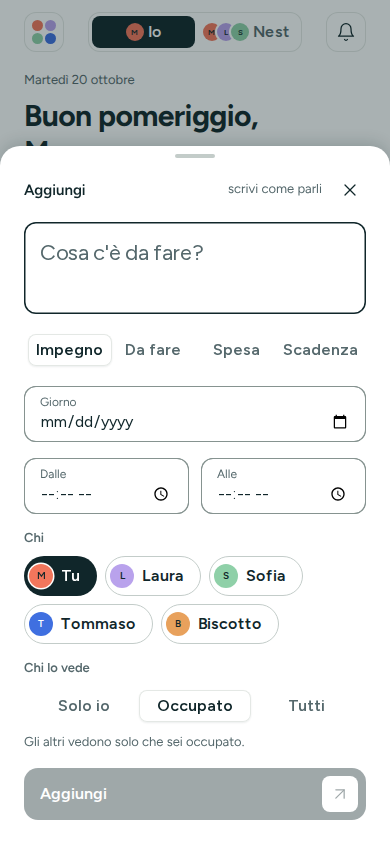 M Io M L S Nest
Martedì 20 ottobre
Buon pomeriggio,
Aggiungi scrivi come parli
Cosa c'è da fare?
Impegno Da fare Spesa Scadenza
Giorno
mm/dd/yyyy
Dalle Alle
--:-- -- --:-- --
Chi
M Tu L Laura S Sofia
T Tommaso B Biscotto
Chi lo vede
Solo io Occupato Tutti
Gli altri vedono solo che sei occupato.
Aggiungi